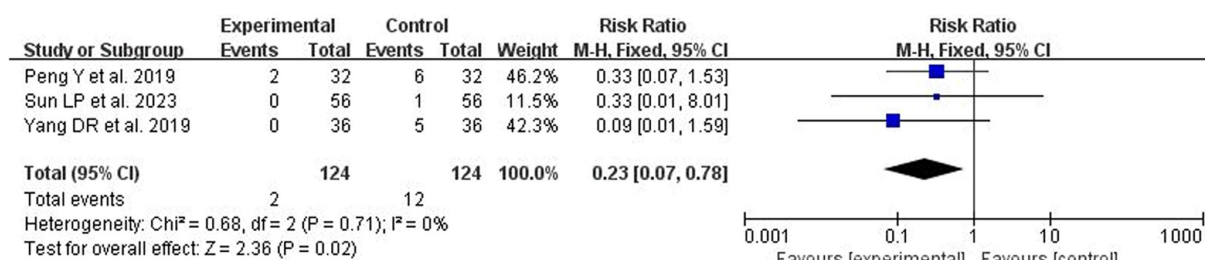 Experimental Control Risk Ratio Risk Ratio
Study or Subgroup Events Total Events Total Weight M-H, Fixed, 95% CI M-H, Fixed, 95% CI
Peng Y et al. 2019 2 32 6 32 46.2% 0.33 [0.07, 1.53]
Sun LP et al. 2023 0 56 1 56 11.5% 0.33 [0.01, 8.01]
Yang DR et al. 2019 0 36 5 36 42.3% 0.09 [0.01, 1.59]
Total (95% CI) 124 124 100.0% 0.23 [0.07, 0.78]
Total events 2 12
Heterogeneity: Chi² = 0.68, df = 2 (P = 0.71); I² = 0%
Test for overall effect: Z = 2.36 (P = 0.02)
0.001 0.1 1 10 1000
Favours [experimental] Favours [control]